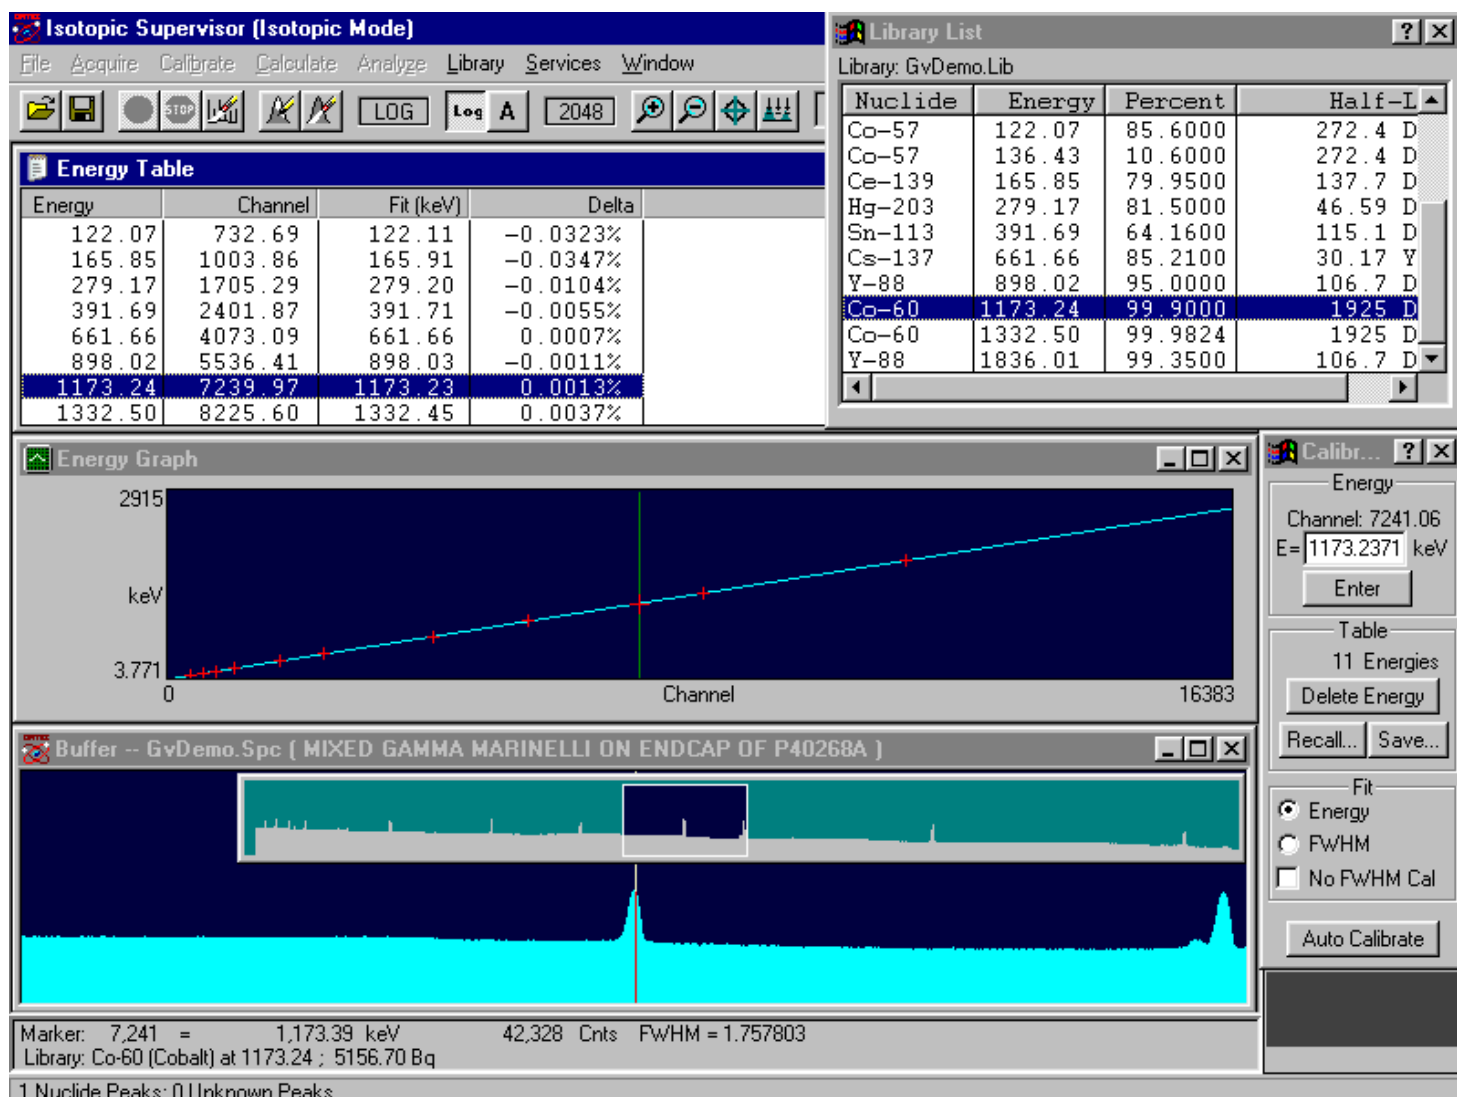 Isotopic Supervisor (Isotopic Mode)
File Acquire Calibrate Calculate Analyze Library Services Window
STOP LOG Log A 2048
Energy Table
Energy Channel Fit (keV) Delta
122.07 732.69 122.11 -0.0323%
165.85 1003.86 165.91 -0.0347%
279.17 1705.29 279.20 -0.0104%
391.69 2401.87 391.71 -0.0055%
661.66 4073.09 661.66 0.0007%
898.02 5536.41 898.03 -0.0011%
1173.24 7239.97 1173.23 0.0013%
1332.50 8225.60 1332.45 0.0037%
Library List
Library: GvDemo.Lib
Nuclide Energy Percent Half-L
Co-57 122.07 85.6000 272.4 D
Co-57 136.43 10.6000 272.4 D
Ce-139 165.85 79.9500 137.7 D
Hg-203 279.17 81.5000 46.59 D
Sn-113 391.69 64.1600 115.1 D
Cs-137 661.66 85.2100 30.17 Y
Y-88 898.02 95.0000 106.7 D
Co-60 1173.24 99.9000 1925 D
Co-60 1332.50 99.9824 1925 D
Y-88 1836.01 99.3500 106.7 D
Energy Graph
2915
keV
3.771
0 Channel 16383
Calibr...
Energy
Channel: 7241.06
E= 1173.2371 keV
Enter
Table
11 Energies
Delete Energy
Recall... Save...
Fit
Energy
FWHM
No FWHM Cal
Auto Calibrate
Buffer -- GvDemo.Spc ( MIXED GAMMA MARINELLI ON ENDCAP OF P40268A )
Marker: 7,241 = 1,173.39 keV 42,328 Cnts FWHM = 1.757803
Library: Co-60 (Cobalt) at 1173.24 ; 5156.70 Bq
1 Nuclide Peaks: 0 Unknown Peaks